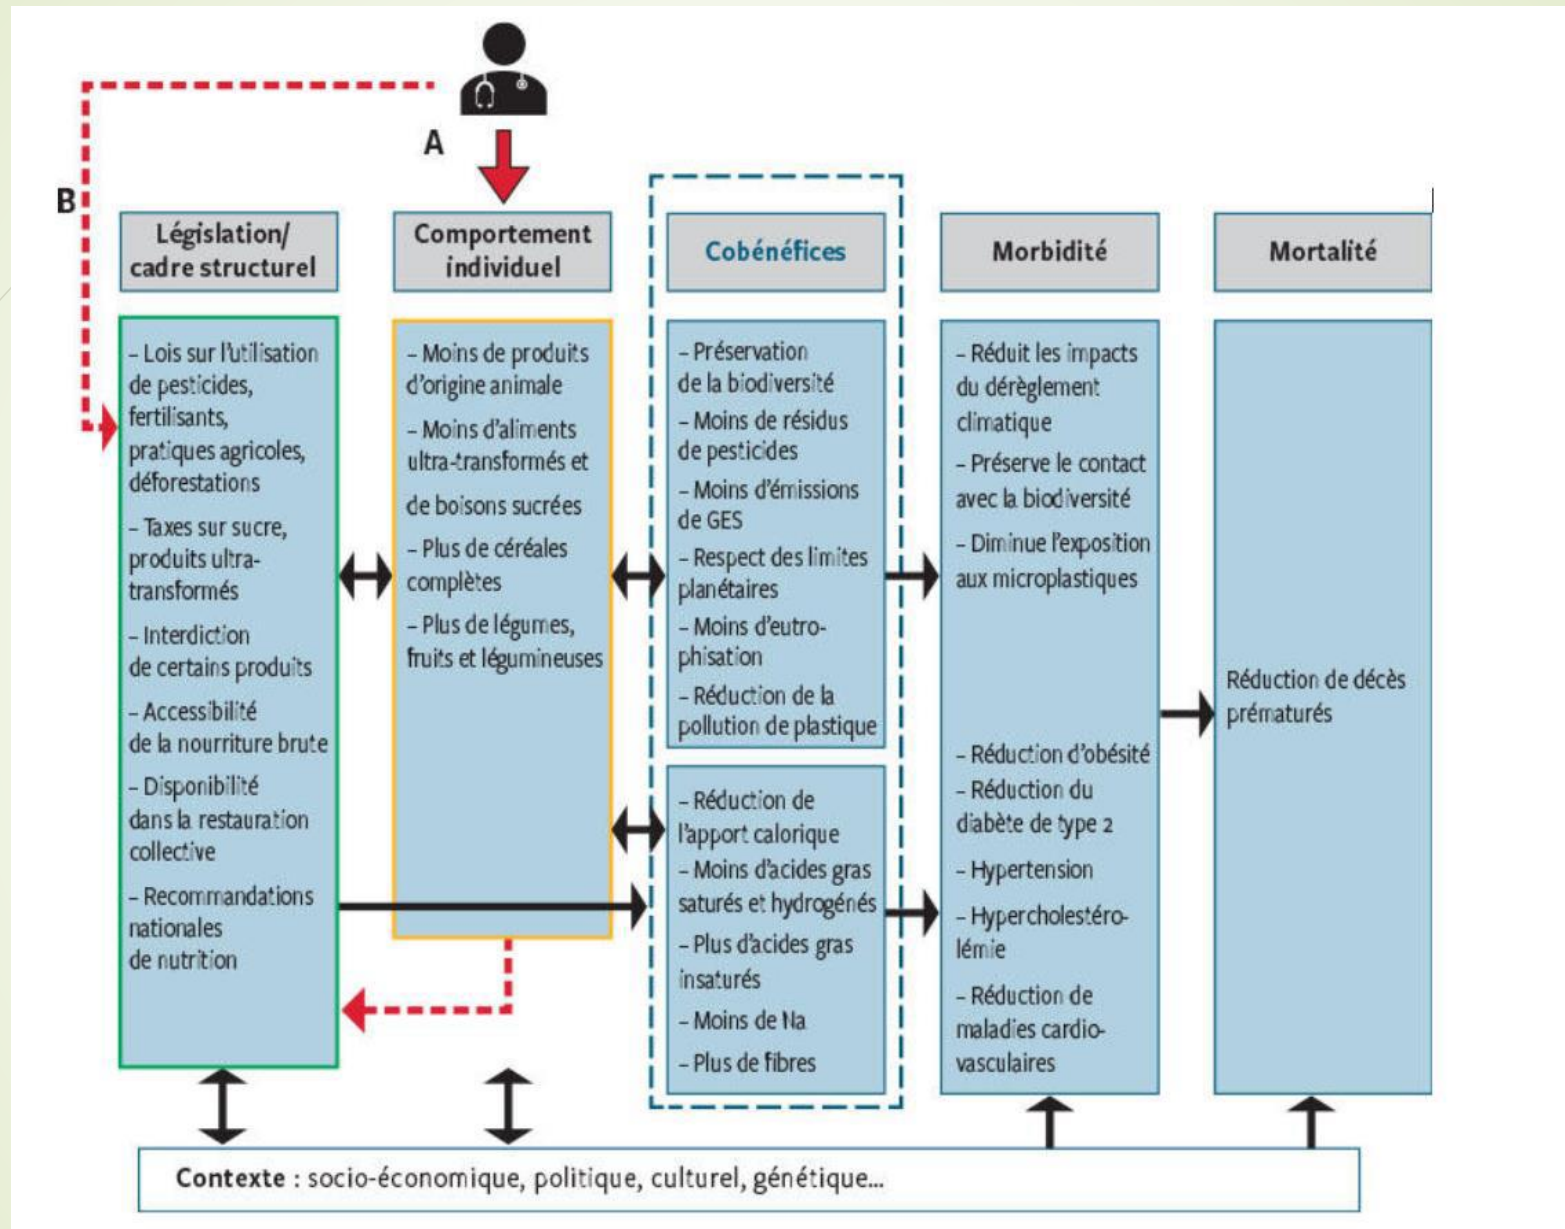 A
B
Législation/
cadre structurel
– Lois sur l'utilisation
de pesticides,
fertilisants,
pratiques agricoles,
déforestations
– Taxes sur sucre,
produits ultra-
transformés
– Interdiction
de certains produits
– Accessibilité
de la nourriture brute
– Disponibilité
dans la restauration
collective
– Recommandations
nationales
de nutrition
Comportement
individuel
– Moins de produits
d'origine animale
– Moins d'aliments
ultra-transformés et
de boisons sucrées
– Plus de céréales
complètes
– Plus de légumes,
fruits et légumineuses
Cobénéfices
– Préservation
de la biodiversité
– Moins de résidus
de pesticides
– Moins d'émissions
de GES
– Respect des limites
planétaires
– Moins d'eutro-
phisation
– Réduction de la
pollution de plastique
– Réduction de
l'apport calorique
– Moins d'acides gras
saturés et hydrogénés
– Plus d'acides gras
insaturés
– Moins de Na
– Plus de fibres
Morbidité
– Réduit les impacts
du dérèglement
climatique
– Préserve le contact
avec la biodiversité
– Diminue l'exposition
aux microplastiques
– Réduction d'obésité
– Réduction du
diabète de type 2
– Hypertension
– Hypercholestéro-
lémie
– Réduction de
maladies cardio-
vasculaires
Mortalité
Réduction de décès
prématurés
Contexte : socio-économique, politique, culturel, génétique...